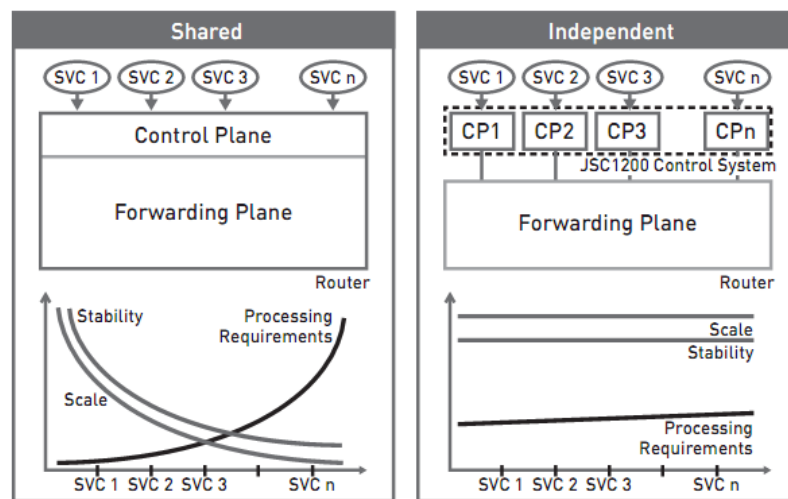 Shared
SVC 1 SVC 2 SVC 3 SVC n
Control Plane
Forwarding Plane
Router
Stability
Processing
Requirements
Scale
SVC 1 SVC 2 SVC 3 SVC n
Independent
SVC 1 SVC 2 SVC 3 SVC n
CP1 CP2 CP3 CPn
JSC1200 Control System
Forwarding Plane
Router
Scale
Stability
Processing
Requirements
SVC 1 SVC 2 SVC 3 SVC n